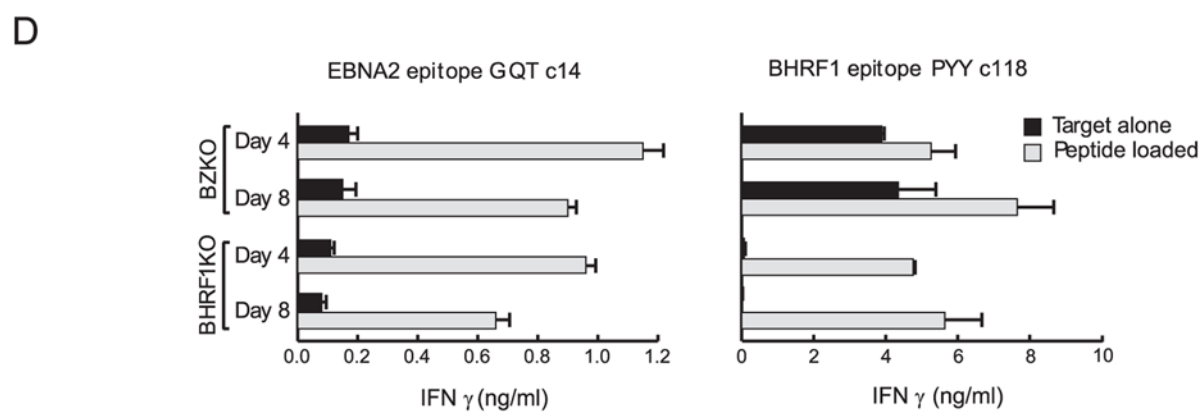 D
EBNA2 epitope GQT c14
BHRF1 epitope PYY c118
Target alone
Peptide loaded
BZKO
Day 4
Day 8
BHRF1KO
Day 4
Day 8
0.0 0.2 0.4 0.6 0.8 1.0 1.2
IFN γ (ng/ml)
0 2 4 6 8 10
IFN γ (ng/ml)